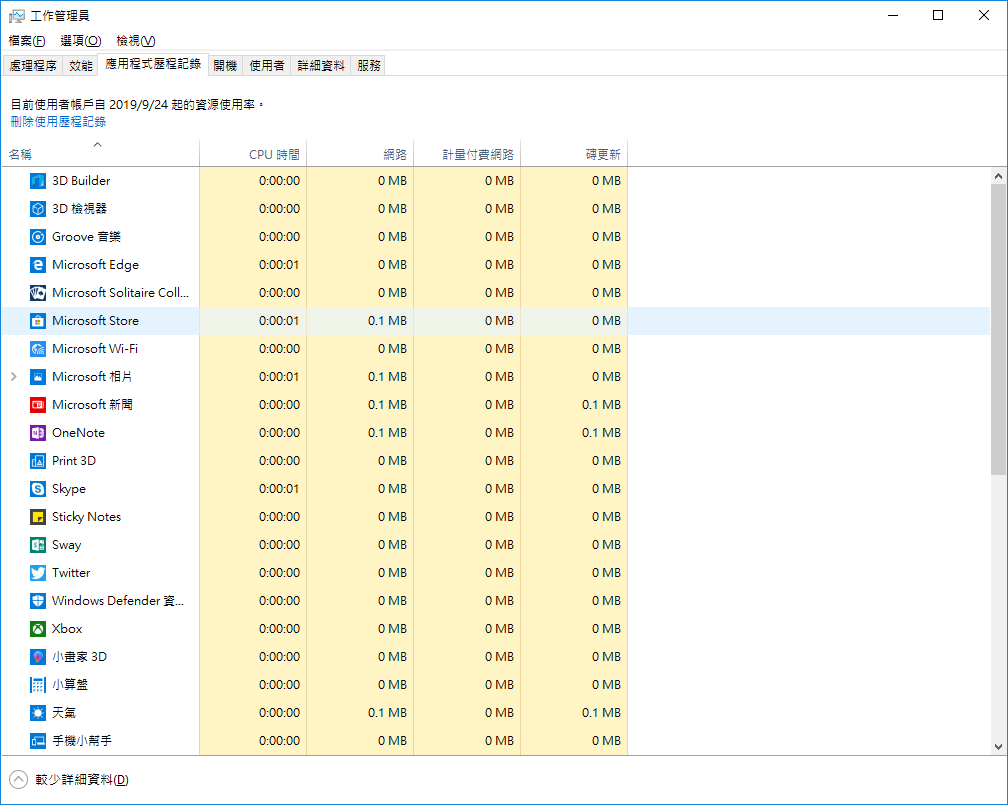 工作管理員
檔案(F) 選項(O) 檢視(V)
處理程序 效能 應用程式歷程記錄 開機 使用者 詳細資料 服務
目前使用者帳戶自 2019/9/24 起的資源使用率。
刪除使用歷程記錄
名稱 CPU 時間 網路 計量付費網路 磚更新
3D Builder 0:00:00 0 MB 0 MB 0 MB
3D 檢視器 0:00:00 0 MB 0 MB 0 MB
Groove 音樂 0:00:00 0 MB 0 MB 0 MB
Microsoft Edge 0:00:01 0 MB 0 MB 0 MB
Microsoft Solitaire Coll... 0:00:00 0 MB 0 MB 0 MB
Microsoft Store 0:00:01 0.1 MB 0 MB 0 MB
Microsoft Wi-Fi 0:00:00 0 MB 0 MB 0 MB
Microsoft 相片 0:00:01 0.1 MB 0 MB 0 MB
Microsoft 新聞 0:00:00 0.1 MB 0 MB 0.1 MB
OneNote 0:00:00 0.1 MB 0 MB 0.1 MB
Print 3D 0:00:00 0 MB 0 MB 0 MB
Skype 0:00:01 0 MB 0 MB 0 MB
Sticky Notes 0:00:00 0 MB 0 MB 0 MB
Sway 0:00:00 0 MB 0 MB 0 MB
Twitter 0:00:00 0 MB 0 MB 0 MB
Windows Defender 資... 0:00:00 0 MB 0 MB 0 MB
Xbox 0:00:00 0 MB 0 MB 0 MB
小畫家 3D 0:00:00 0 MB 0 MB 0 MB
小算盤 0:00:00 0 MB 0 MB 0 MB
天氣 0:00:00 0.1 MB 0 MB 0.1 MB
手機小幫手 0:00:00 0 MB 0 MB 0 MB
較少詳細資料(D)